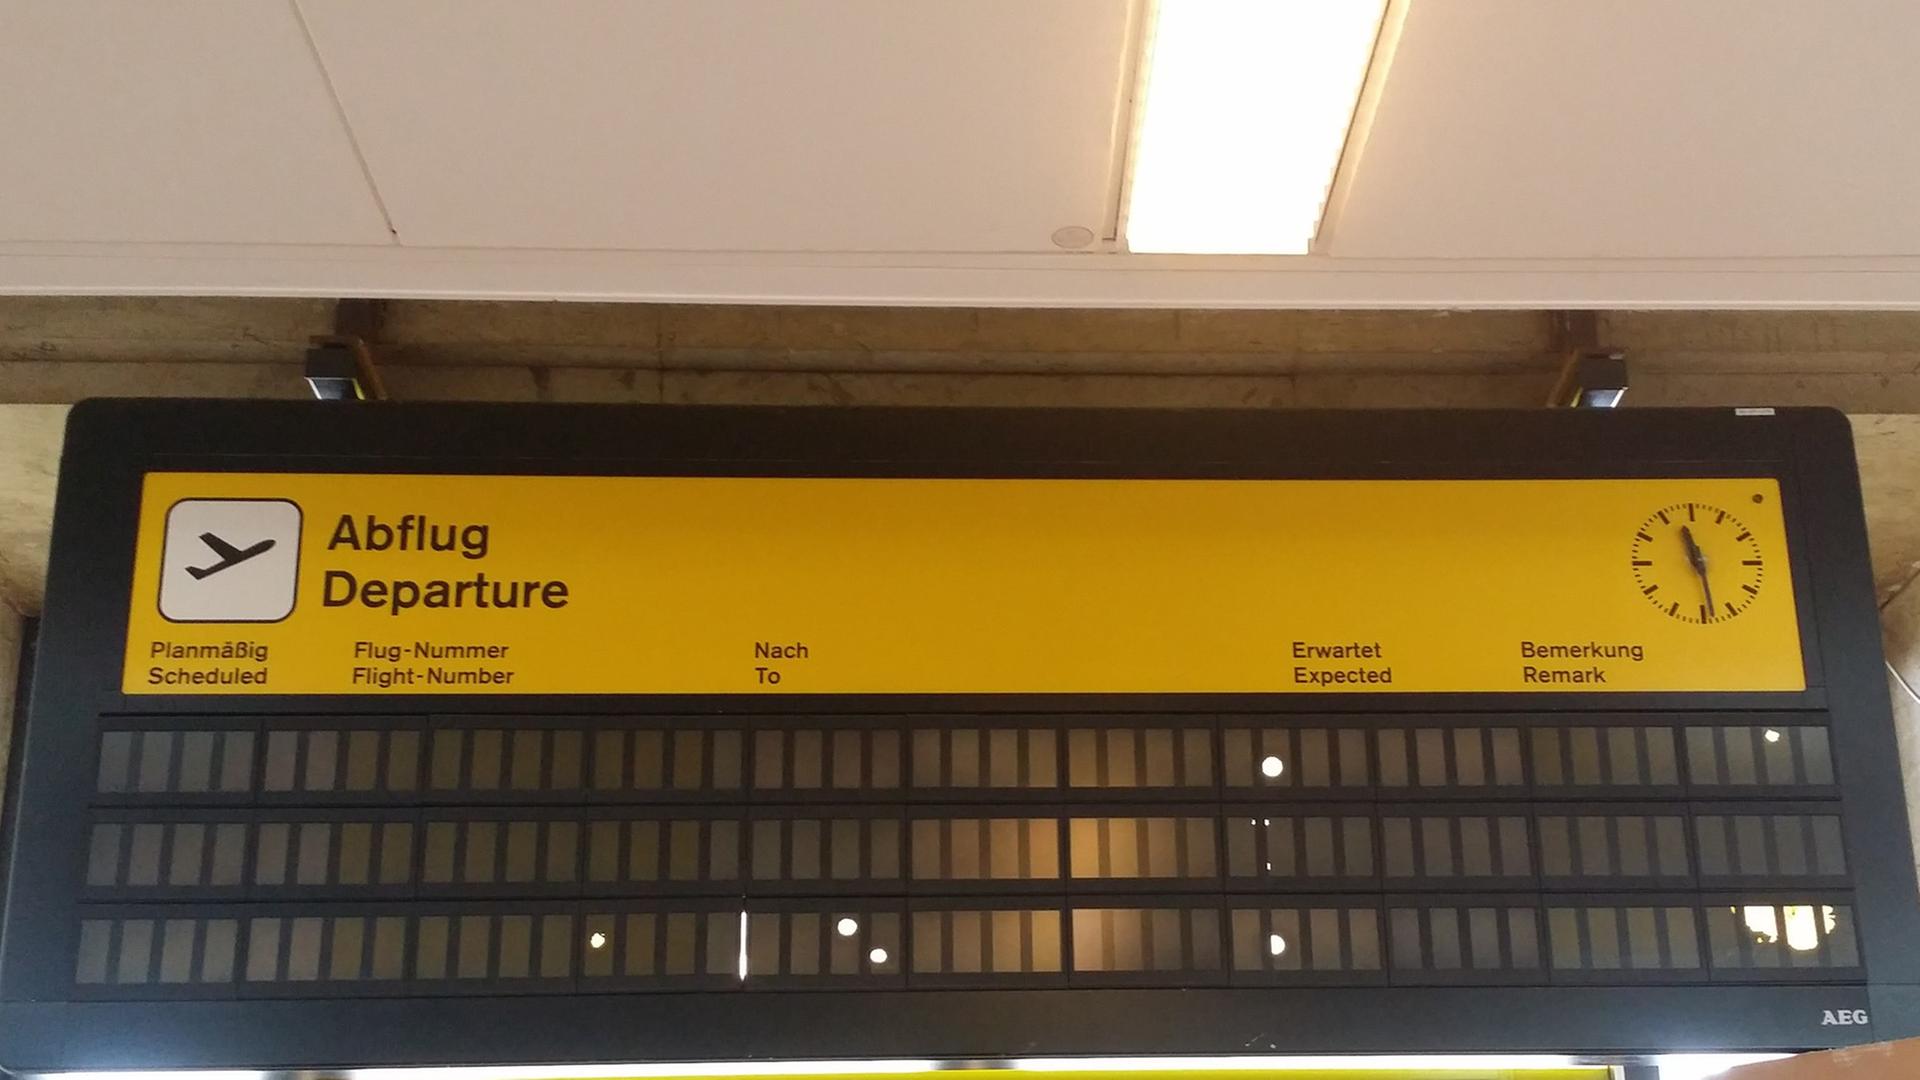 Abflug
Departure
Planmäßig
Scheduled
Flug-Nummer
Flight-Number
Nach
To
Erwartet
Expected
Bemerkung
Remark
AEG